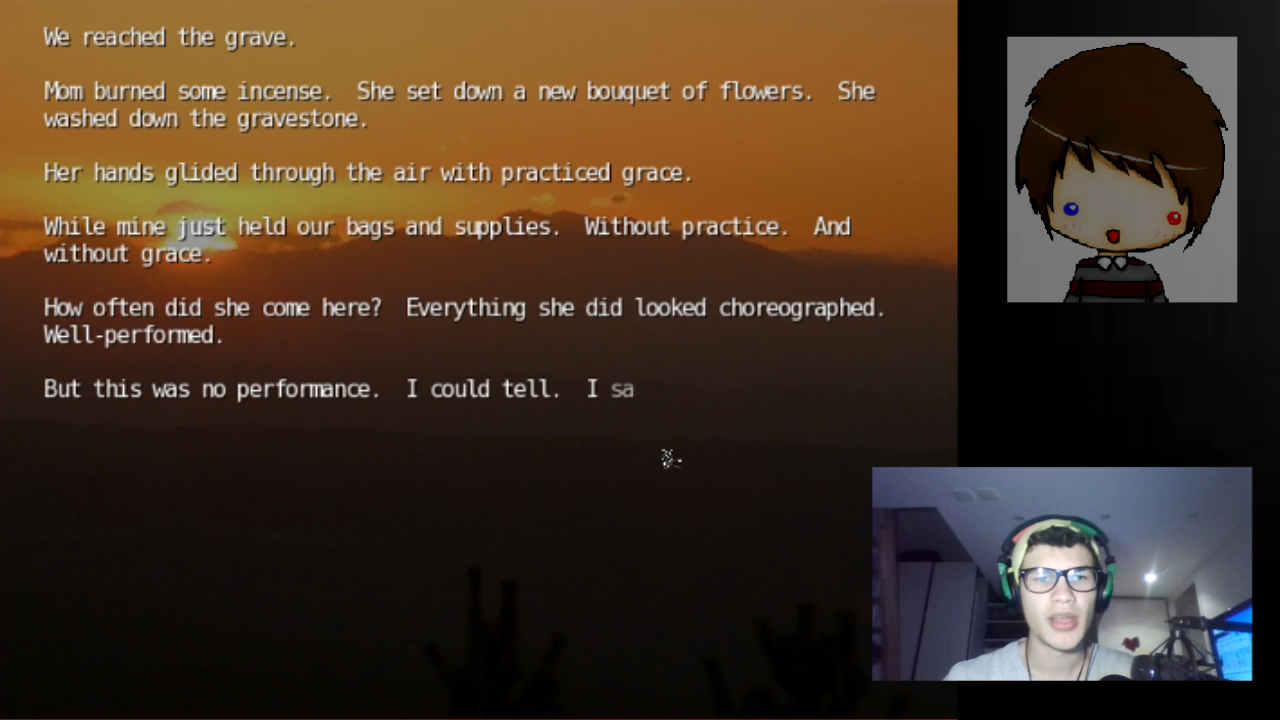 We reached the grave.
Mom burned some incense.  She set down a new bouquet of flowers.  She
washed down the gravestone.
Her hands glided through the air with practiced grace.
While mine just held our bags and supplies.  Without practice.  And
without grace.
How often did she come here?  Everything she did looked choreographed.
Well-performed.
But this was no performance.  I could tell.  I sa